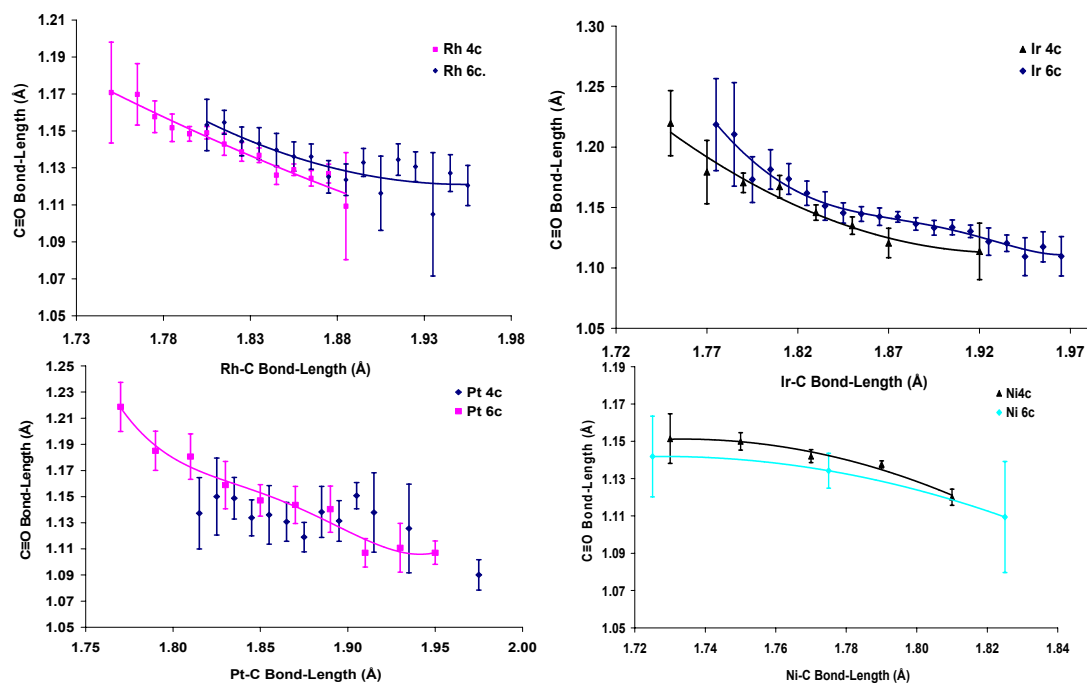 1.21
1.19
1.17
1.15
1.13
1.11
1.09
1.07
1.05
C≡O Bond-Length (Å)
Rh 4c
Rh 6c.
1.73 1.78 1.83 1.88 1.93 1.98
Rh-C Bond-Length (Å)
1.30
1.25
1.20
1.15
1.10
1.05
C≡O Bond-Length (Å)
Ir 4c
Ir 6c
1.72 1.77 1.82 1.87 1.92 1.97
Ir-C Bond-Length (Å)
1.25
1.23
1.21
1.19
1.17
1.15
1.13
1.11
1.09
1.07
1.05
C≡O Bond-Length (Å)
Pt 4c
Pt 6c
1.75 1.80 1.85 1.90 1.95 2.00
Pt-C Bond-Length (Å)
1.19
1.17
1.15
1.13
1.11
1.09
1.07
1.05
C≡O Bond-Length (Å)
Ni4c
Ni 6c
1.72 1.74 1.76 1.78 1.80 1.82 1.84
Ni-C Bond-Length (Å)